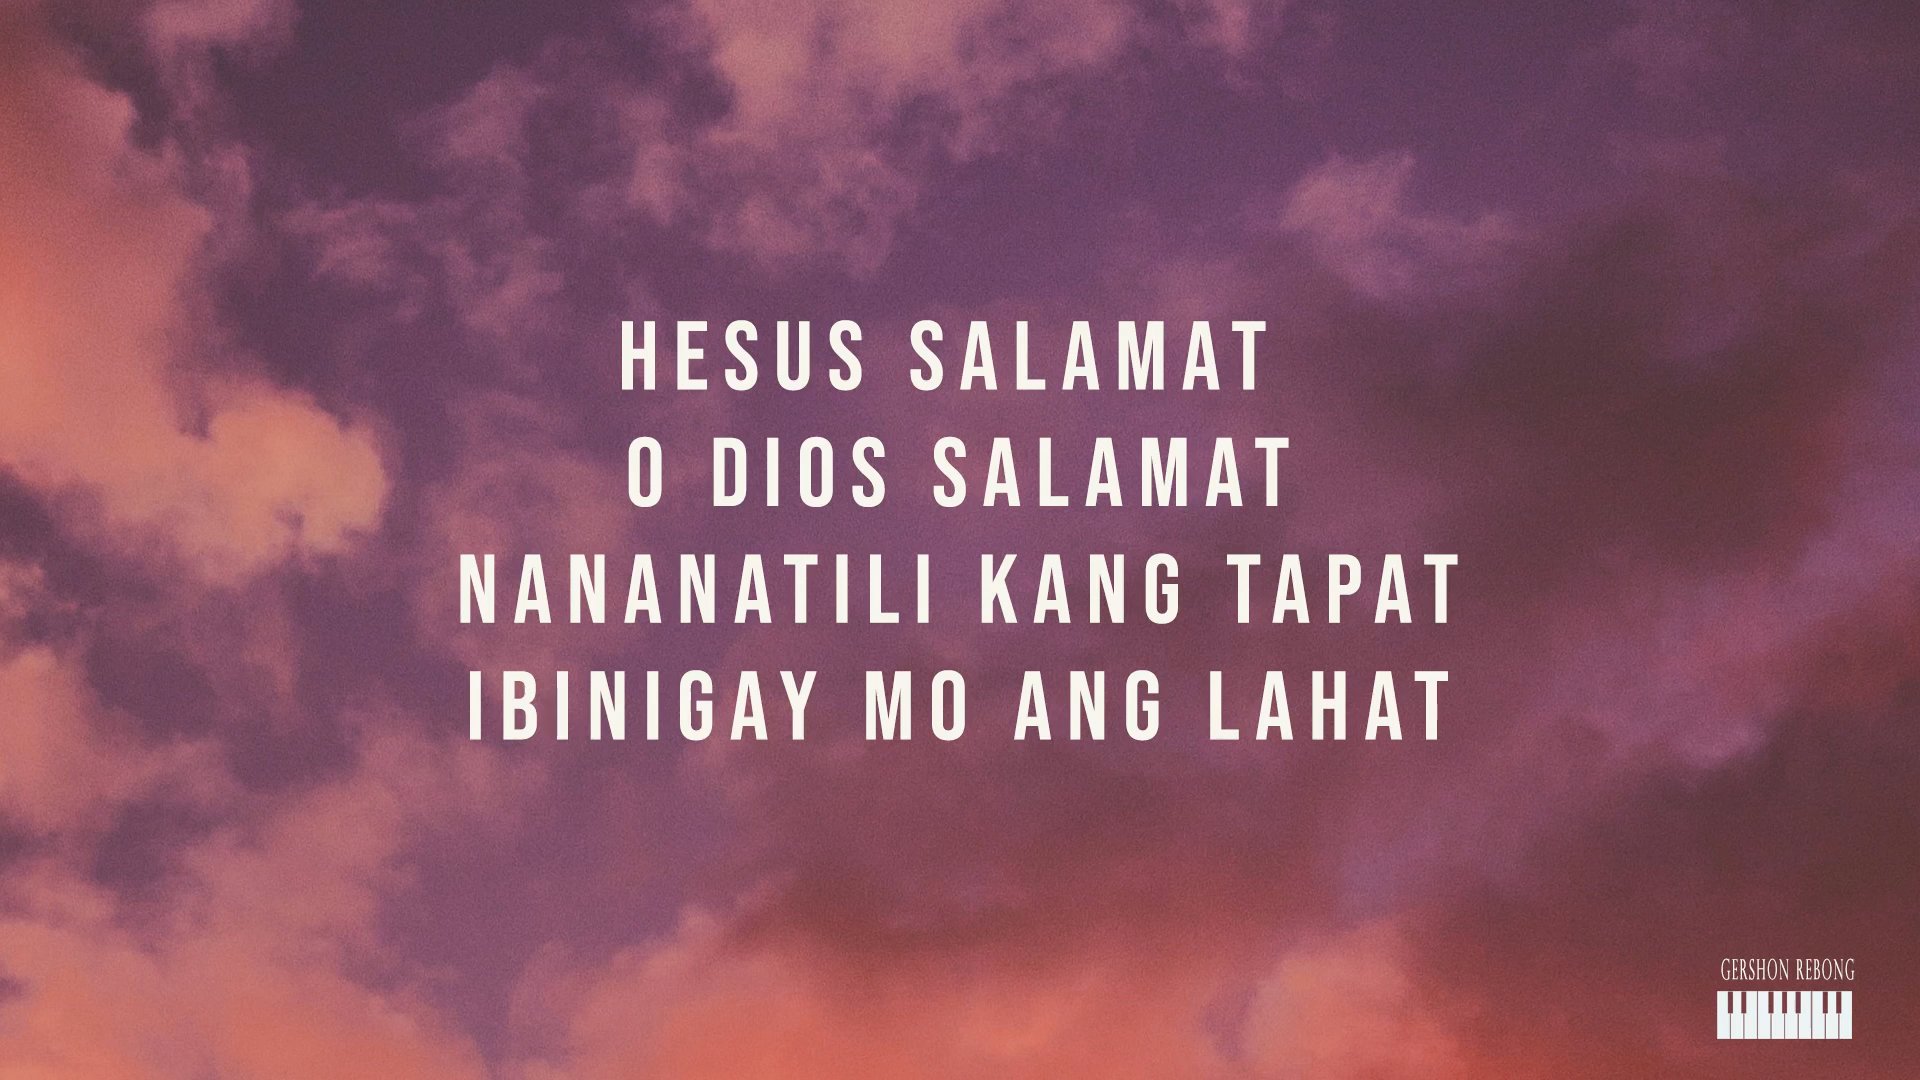 HESUS SALAMAT
O DIOS SALAMAT
NANANATILI KANG TAPAT
IBINIGAY MO ANG LAHAT
GERSHON REBONG